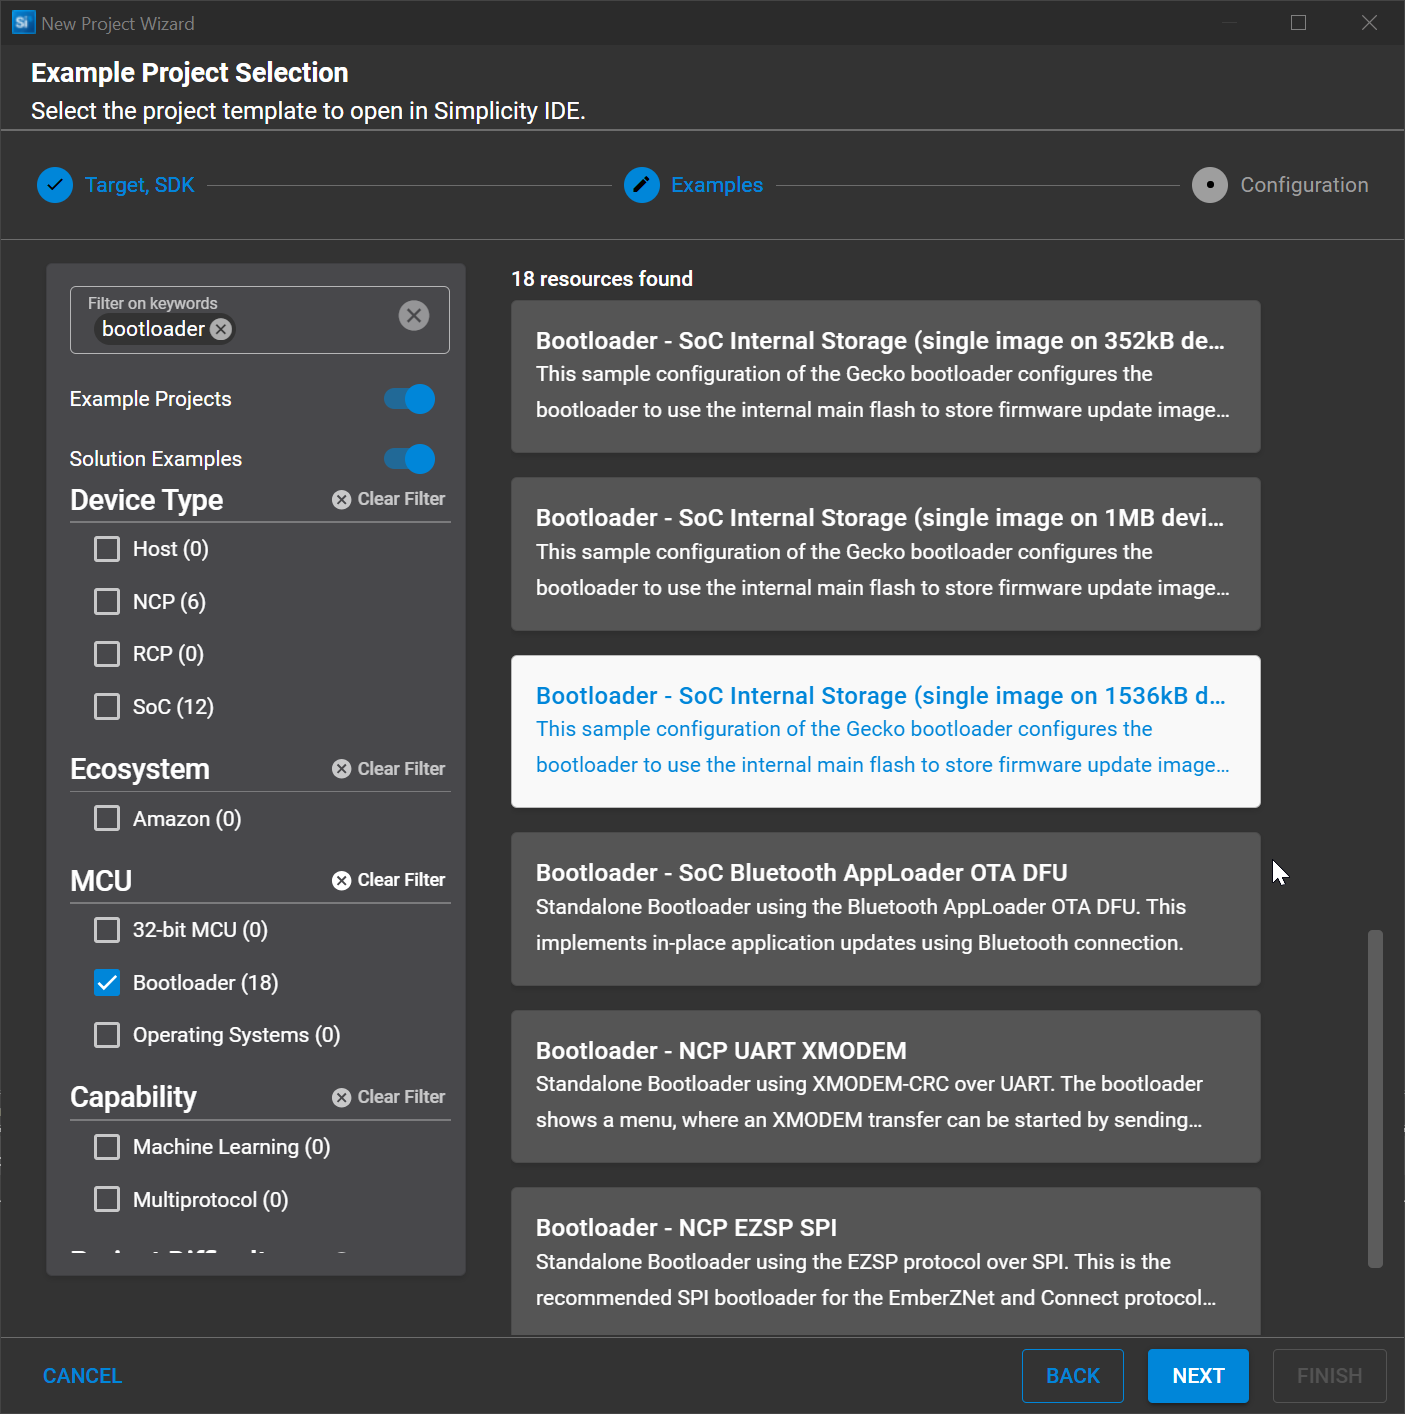 Si
New Project Wizard
Example Project Selection
Select the project template to open in Simplicity IDE.
Target, SDK
Examples
Configuration
Filter on keywords
bootloader
Example Projects
Solution Examples
Device Type
Clear Filter
Host (0)
NCP (6)
RCP (0)
SoC (12)
Ecosystem
Clear Filter
Amazon (0)
MCU
Clear Filter
32-bit MCU (0)
Bootloader (18)
Operating Systems (0)
Capability
Clear Filter
Machine Learning (0)
Multiprotocol (0)
18 resources found
Bootloader - SoC Internal Storage (single image on 352kB de...
This sample configuration of the Gecko bootloader configures the
bootloader to use the internal main flash to store firmware update image...
Bootloader - SoC Internal Storage (single image on 1MB devi...
This sample configuration of the Gecko bootloader configures the
bootloader to use the internal main flash to store firmware update image...
Bootloader - SoC Internal Storage (single image on 1536kB d...
This sample configuration of the Gecko bootloader configures the
bootloader to use the internal main flash to store firmware update image...
Bootloader - SoC Bluetooth AppLoader OTA DFU
Standalone Bootloader using the Bluetooth AppLoader OTA DFU. This
implements in-place application updates using Bluetooth connection.
Bootloader - NCP UART XMODEM
Standalone Bootloader using XMODEM-CRC over UART. The bootloader
shows a menu, where an XMODEM transfer can be started by sending...
Bootloader - NCP EZSP SPI
Standalone Bootloader using the EZSP protocol over SPI. This is the
recommended SPI bootloader for the EmberZNet and Connect protocol...
CANCEL
BACK
NEXT
FINISH